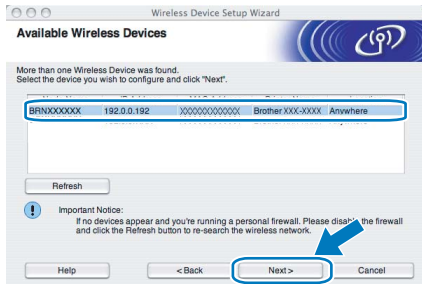 Wireless Device Setup Wizard
Available Wireless Devices
More than one Wireless Device was found.
Select the device you wish to configure and click "Next".
BRNXXXXXX 192.0.0.192 XXXXXXXXXXXX Brother XXX-XXXX Anywhere
Refresh
Important Notice:
If no devices appear and you're running a personal firewall. Please disable the firewall
and click the Refresh button to re-search the wireless network.
Help < Back Next > Cancel